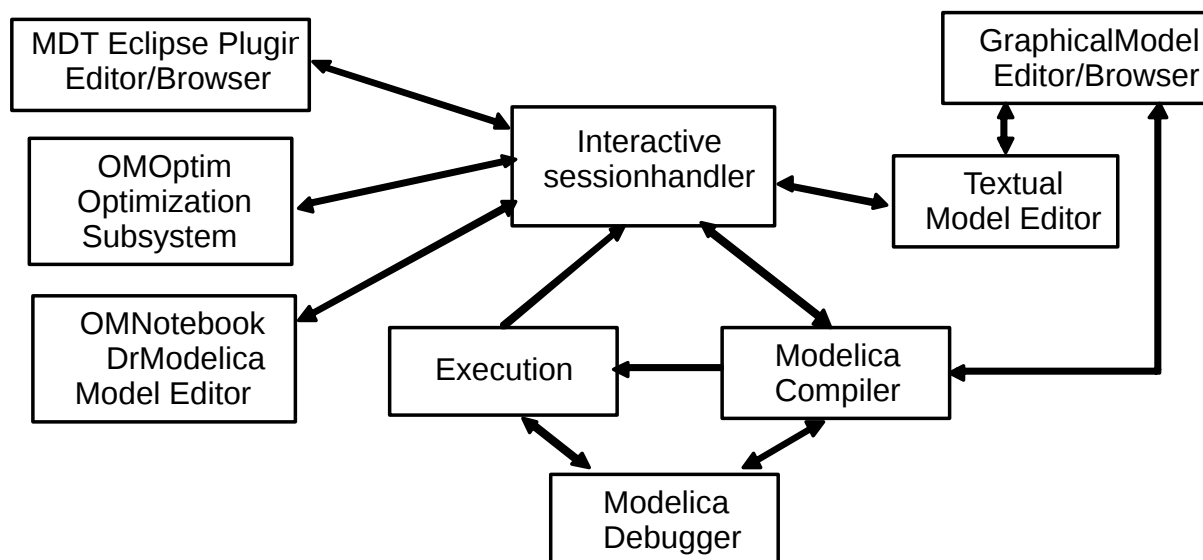 MDT Eclipse Plugin
Editor/Browser
GraphicalModel
Editor/Browser
Interactive
sessionhandler
OMOptim
Optimization
Subsystem
Textual
Model Editor
OMNotebook
DrModelica
Model Editor
Execution
Modelica
Compiler
Modelica
Debugger